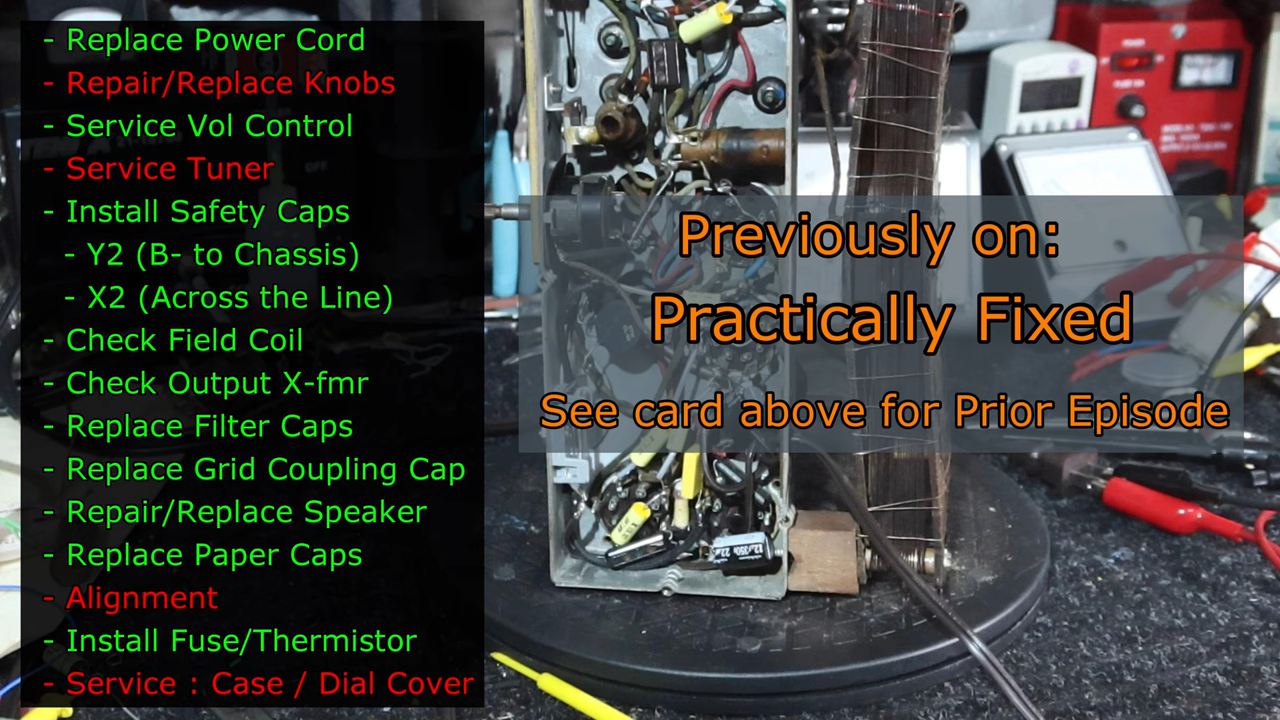 - Replace Power Cord
- Repair/Replace Knobs
- Service Vol Control
- Service Tuner
- Install Safety Caps
- Y2 (B- to Chassis)
- X2 (Across the Line)
- Check Field Coil
- Check Output X-fmr
- Replace Filter Caps
- Replace Grid Coupling Cap
- Repair/Replace Speaker
- Replace Paper Caps
- Alignment
- Install Fuse/Thermistor
- Service : Case / Dial Cover
Previously on:
Practically Fixed
See card above for Prior Episode